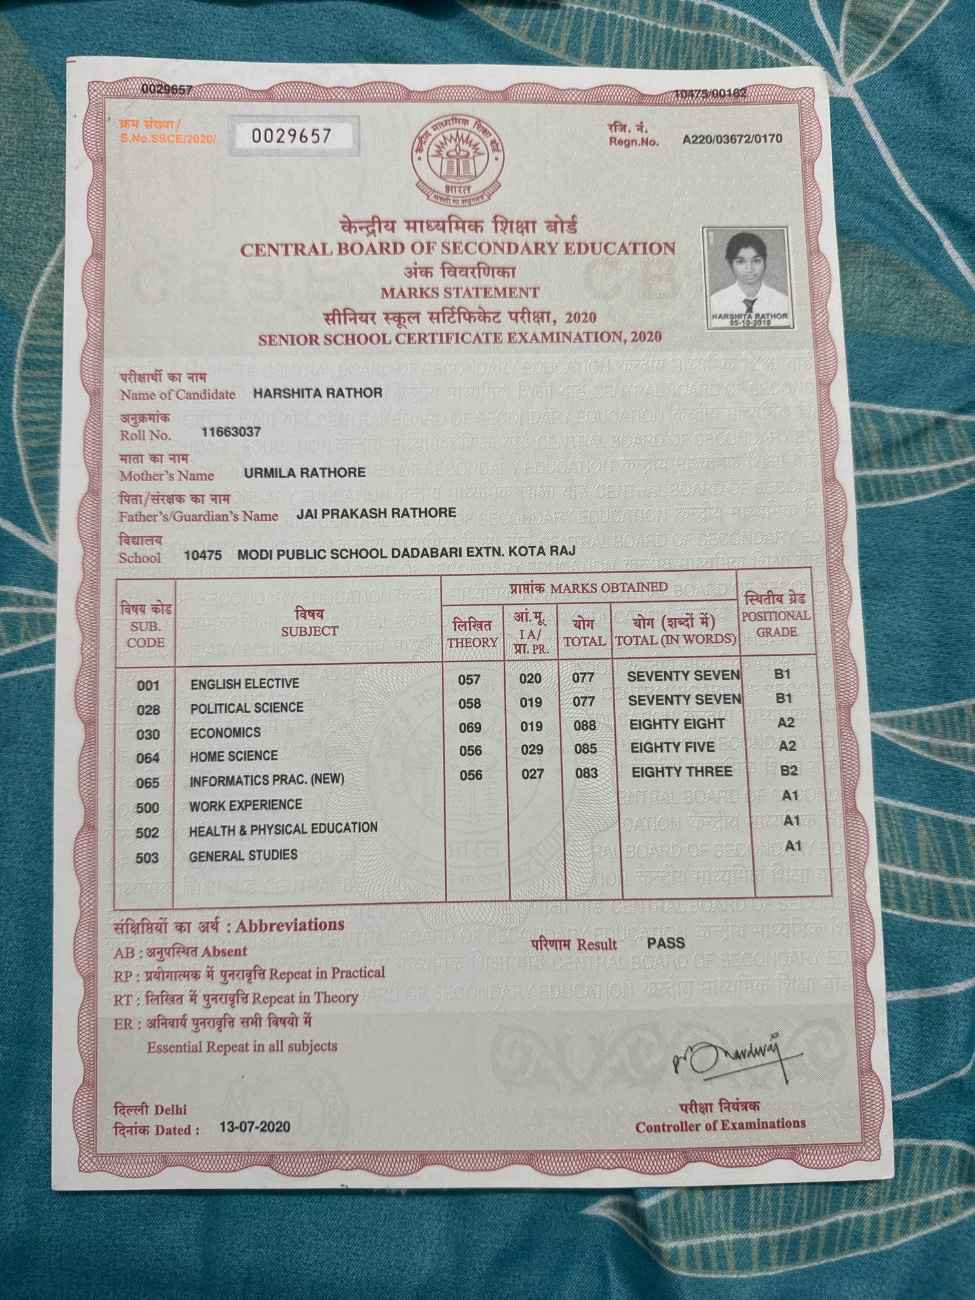 0029657 10475/00162
क्रम संख्या/
S.No.SSCE/2020/ 0029657
रजि. नं.
Regn.No. A220/03672/0170
केन्द्रीय माध्यमिक शिक्षा बोर्ड
भारत
केन्द्रीय माध्यमिक शिक्षा बोर्ड
CENTRAL BOARD OF SECONDARY EDUCATION
अंक विवरणिका
MARKS STATEMENT
सीनियर स्कूल सर्टिफिकेट परीक्षा, 2020
SENIOR SCHOOL CERTIFICATE EXAMINATION, 2020
HARSHITA RATHOR
05-10-2019
परीक्षार्थी का नाम
Name of Candidate HARSHITA RATHOR
अनुक्रमांक
Roll No. 11663037
माता का नाम
Mother's Name URMILA RATHORE
पिता/संरक्षक का नाम
Father's/Guardian's Name JAI PRAKASH RATHORE
विद्यालय
School 10475 MODI PUBLIC SCHOOL DADABARI EXTN. KOTA RAJ
विषय कोड
SUB.
CODE
विषय
SUBJECT
प्राप्तांक MARKS OBTAINED
लिखित
THEORY
आं.मू.
I A/
प्रा. PR.
योग
TOTAL
योग (शब्दों में)
TOTAL (IN WORDS)
स्थितीय ग्रेड
POSITIONAL
GRADE
001 ENGLISH ELECTIVE 057 020 077 SEVENTY SEVEN B1
028 POLITICAL SCIENCE 058 019 077 SEVENTY SEVEN B1
030 ECONOMICS 069 019 088 EIGHTY EIGHT A2
064 HOME SCIENCE 056 029 085 EIGHTY FIVE A2
065 INFORMATICS PRAC. (NEW) 056 027 083 EIGHTY THREE B2
500 WORK EXPERIENCE A1
502 HEALTH & PHYSICAL EDUCATION A1
503 GENERAL STUDIES A1
संक्षिप्तियों का अर्थ : Abbreviations
AB : अनुपस्थित Absent
परिणाम Result PASS
RP : प्रयोगात्मक में पुनरावृत्ति Repeat in Practical
RT : लिखित में पुनरावृत्ति Repeat in Theory
ER : अनिवार्य पुनरावृत्ति सभी विषयो में
Essential Repeat in all subjects
दिल्ली Delhi
दिनांक Dated : 13-07-2020
परीक्षा नियंत्रक
Controller of Examinations